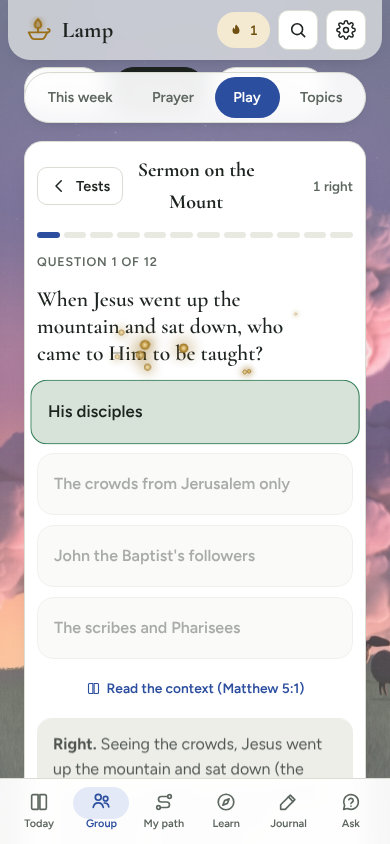 Lamp
1
This week
Prayer
Play
Topics
Tests
Sermon on the
Mount
1 right
QUESTION 1 OF 12
When Jesus went up the
mountain and sat down, who
came to Him to be taught?
His disciples
The crowds from Jerusalem only
John the Baptist's followers
The scribes and Pharisees
Read the context (Matthew 5:1)
Right. Seeing the crowds, Jesus went
up the mountain and sat down (the
Today
Group
My path
Learn
Journal
Ask